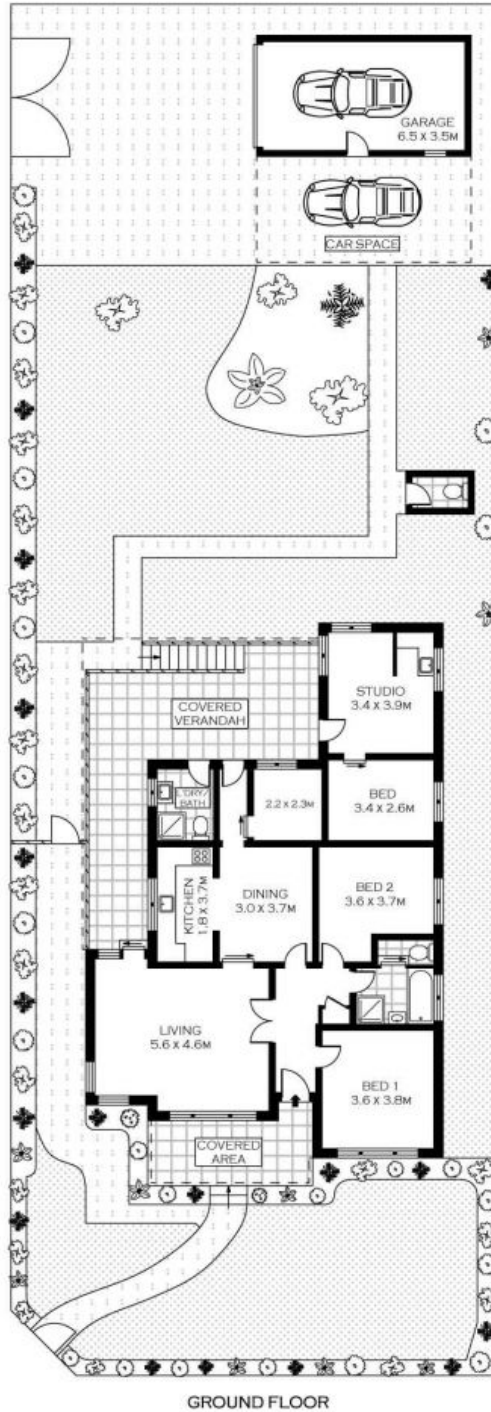 GARAGE
6.5 x 3.5M
CAR SPACE
STUDIO
3.4 x 3.9M
COVERED
VERANDAH
L'DRY/
BATH
2.2 x 2.3M
BED
3.4 x 2.6M
KITCHEN
1.8 x 3.7M
DINING
3.0 x 3.7M
BED 2
3.6 x 3.7M
LIVING
5.6 x 4.6M
BED 1
3.6 x 3.8M
COVERED
AREA
GROUND FLOOR